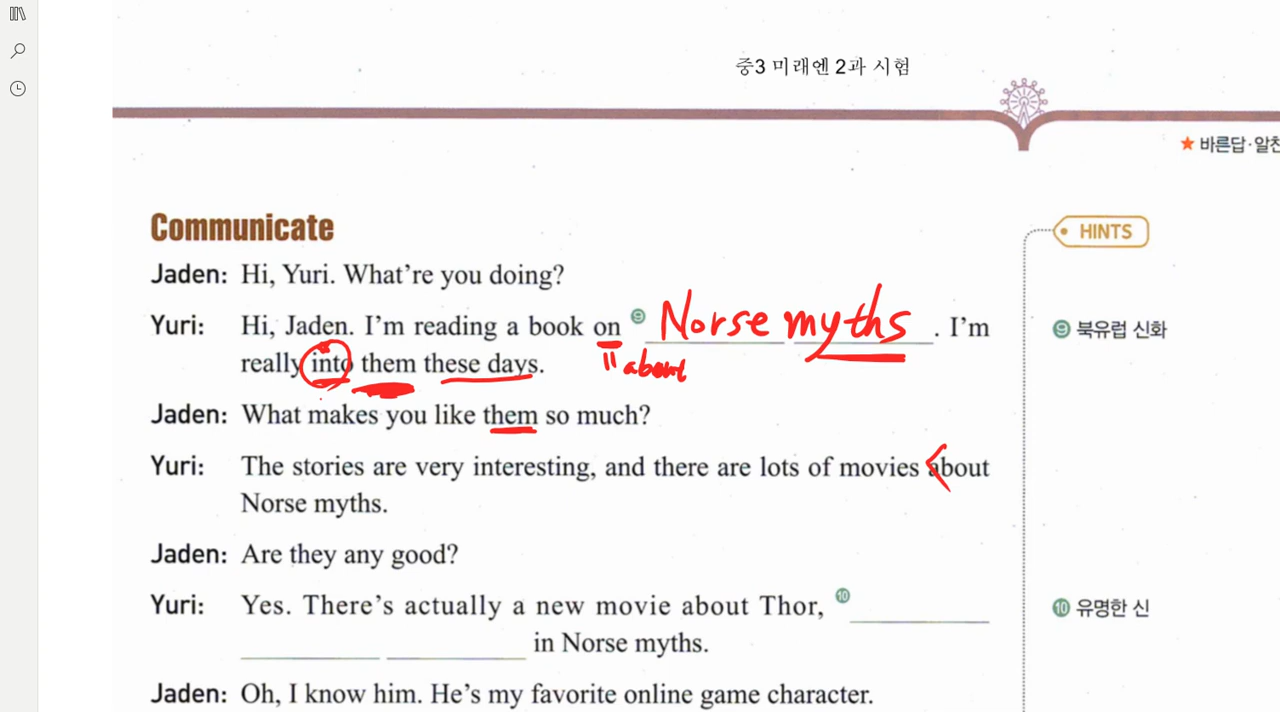 중3 미래엔 2과 시험
★ 바른답·알찬
Communicate
HINTS
Jaden: Hi, Yuri. What're you doing?
Yuri: Hi, Jaden. I'm reading a book on ⑨ Norse myths . I'm
⑨ 북유럽 신화
really into them these days.
about
Jaden: What makes you like them so much?
Yuri: The stories are very interesting, and there are lots of movies about
Norse myths.
Jaden: Are they any good?
Yuri: Yes. There's actually a new movie about Thor, ⑩
⑩ 유명한 신
in Norse myths.
Jaden: Oh, I know him. He's my favorite online game character.